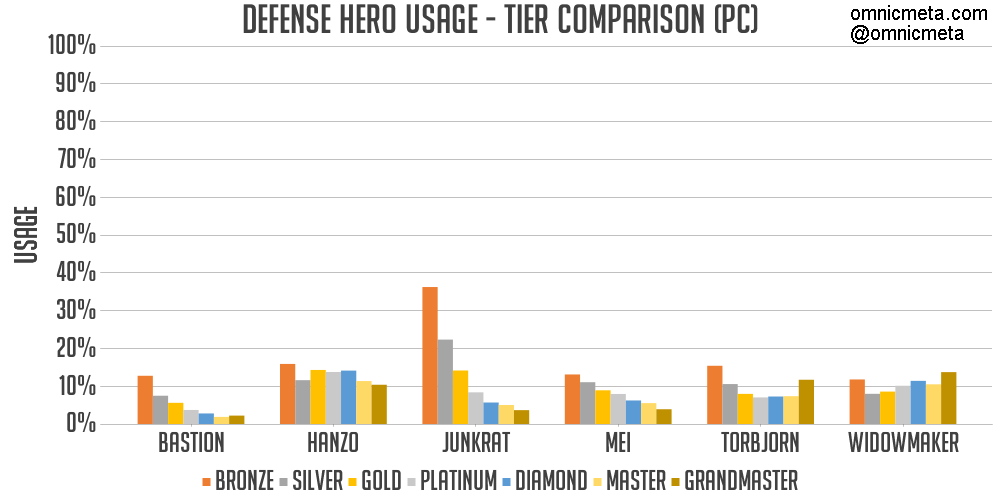 DEFENSE HERO USAGE - TIER COMPARISON (PC)
omnicmeta.com
@omnicmeta
100%
90%
80%
70%
60%
50%
40%
30%
20%
10%
0%
USAGE
BASTION HANZO JUNKRAT MEI TORBJORN WIDOWMAKER
BRONZE SILVER GOLD PLATINUM DIAMOND MASTER GRANDMASTER